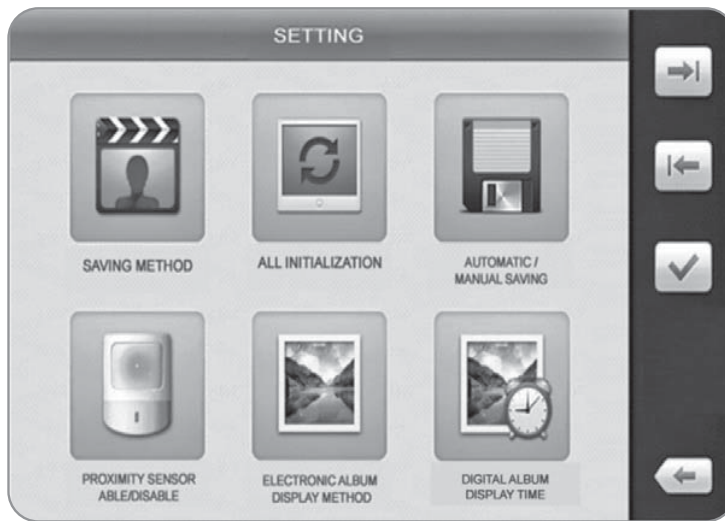 SETTING
SAVING METHOD
ALL INITIALIZATION
AUTOMATIC /
MANUAL SAVING
PROXIMITY SENSOR
ABLE/DISABLE
ELECTRONIC ALBUM
DISPLAY METHOD
DIGITAL ALBUM
DISPLAY TIME